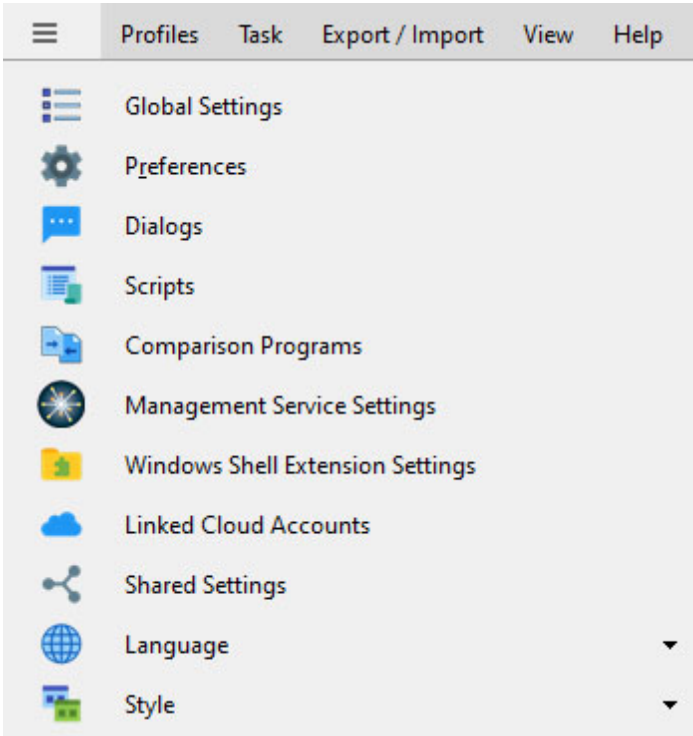 Profiles Task Export / Import View Help
Global Settings
Preferences
Dialogs
Scripts
Comparison Programs
Management Service Settings
Windows Shell Extension Settings
Linked Cloud Accounts
Shared Settings
Language
Style